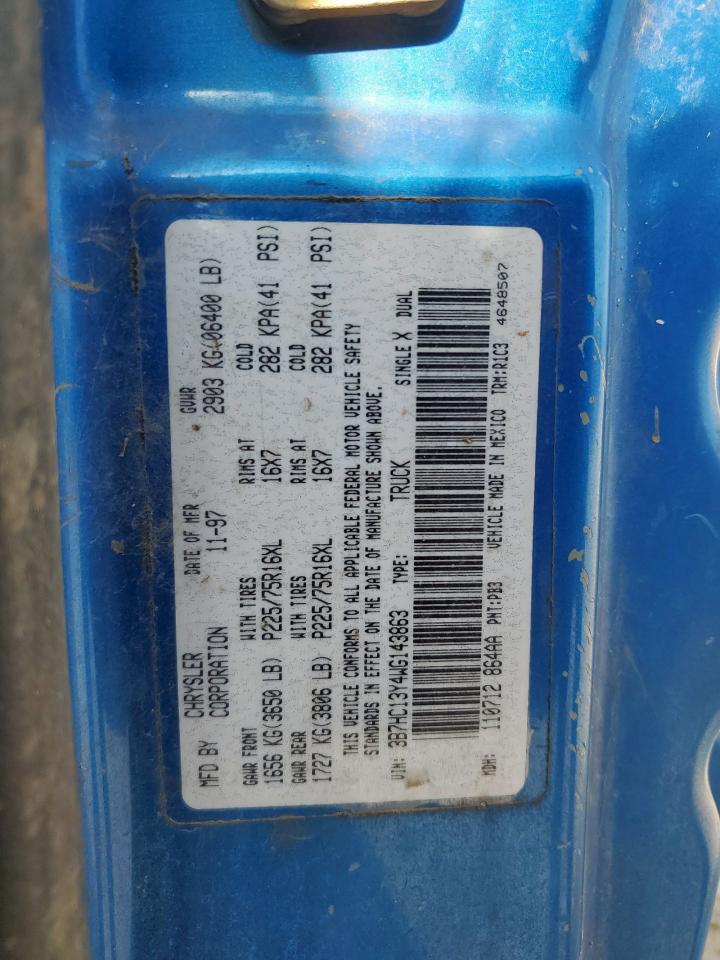 MFD BY CHRYSLER CORPORATION DATE OF MFR 11-97 GVWR 2903 KG(06400 LB)
GAWR FRONT WITH TIRES RIMS AT COLD
1656 KG(3650 LB) P225/75R16XL 16X7 282 KPA(41 PSI)
GAWR REAR WITH TIRES RIMS AT COLD
1727 KG(3806 LB) P225/75R16XL 16X7 282 KPA(41 PSI)
THIS VEHICLE CONFORMS TO ALL APPLICABLE FEDERAL MOTOR VEHICLE SAFETY
STANDARDS IN EFFECT ON THE DATE OF MANUFACTURE SHOWN ABOVE.
VIN: 3B7HC13Y4WG143863 TYPE: TRUCK SINGLE X DUAL
MDH: 110712 864AA PNT:PB3 VEHICLE MADE IN MEXICO TRM:R1C3
4648507